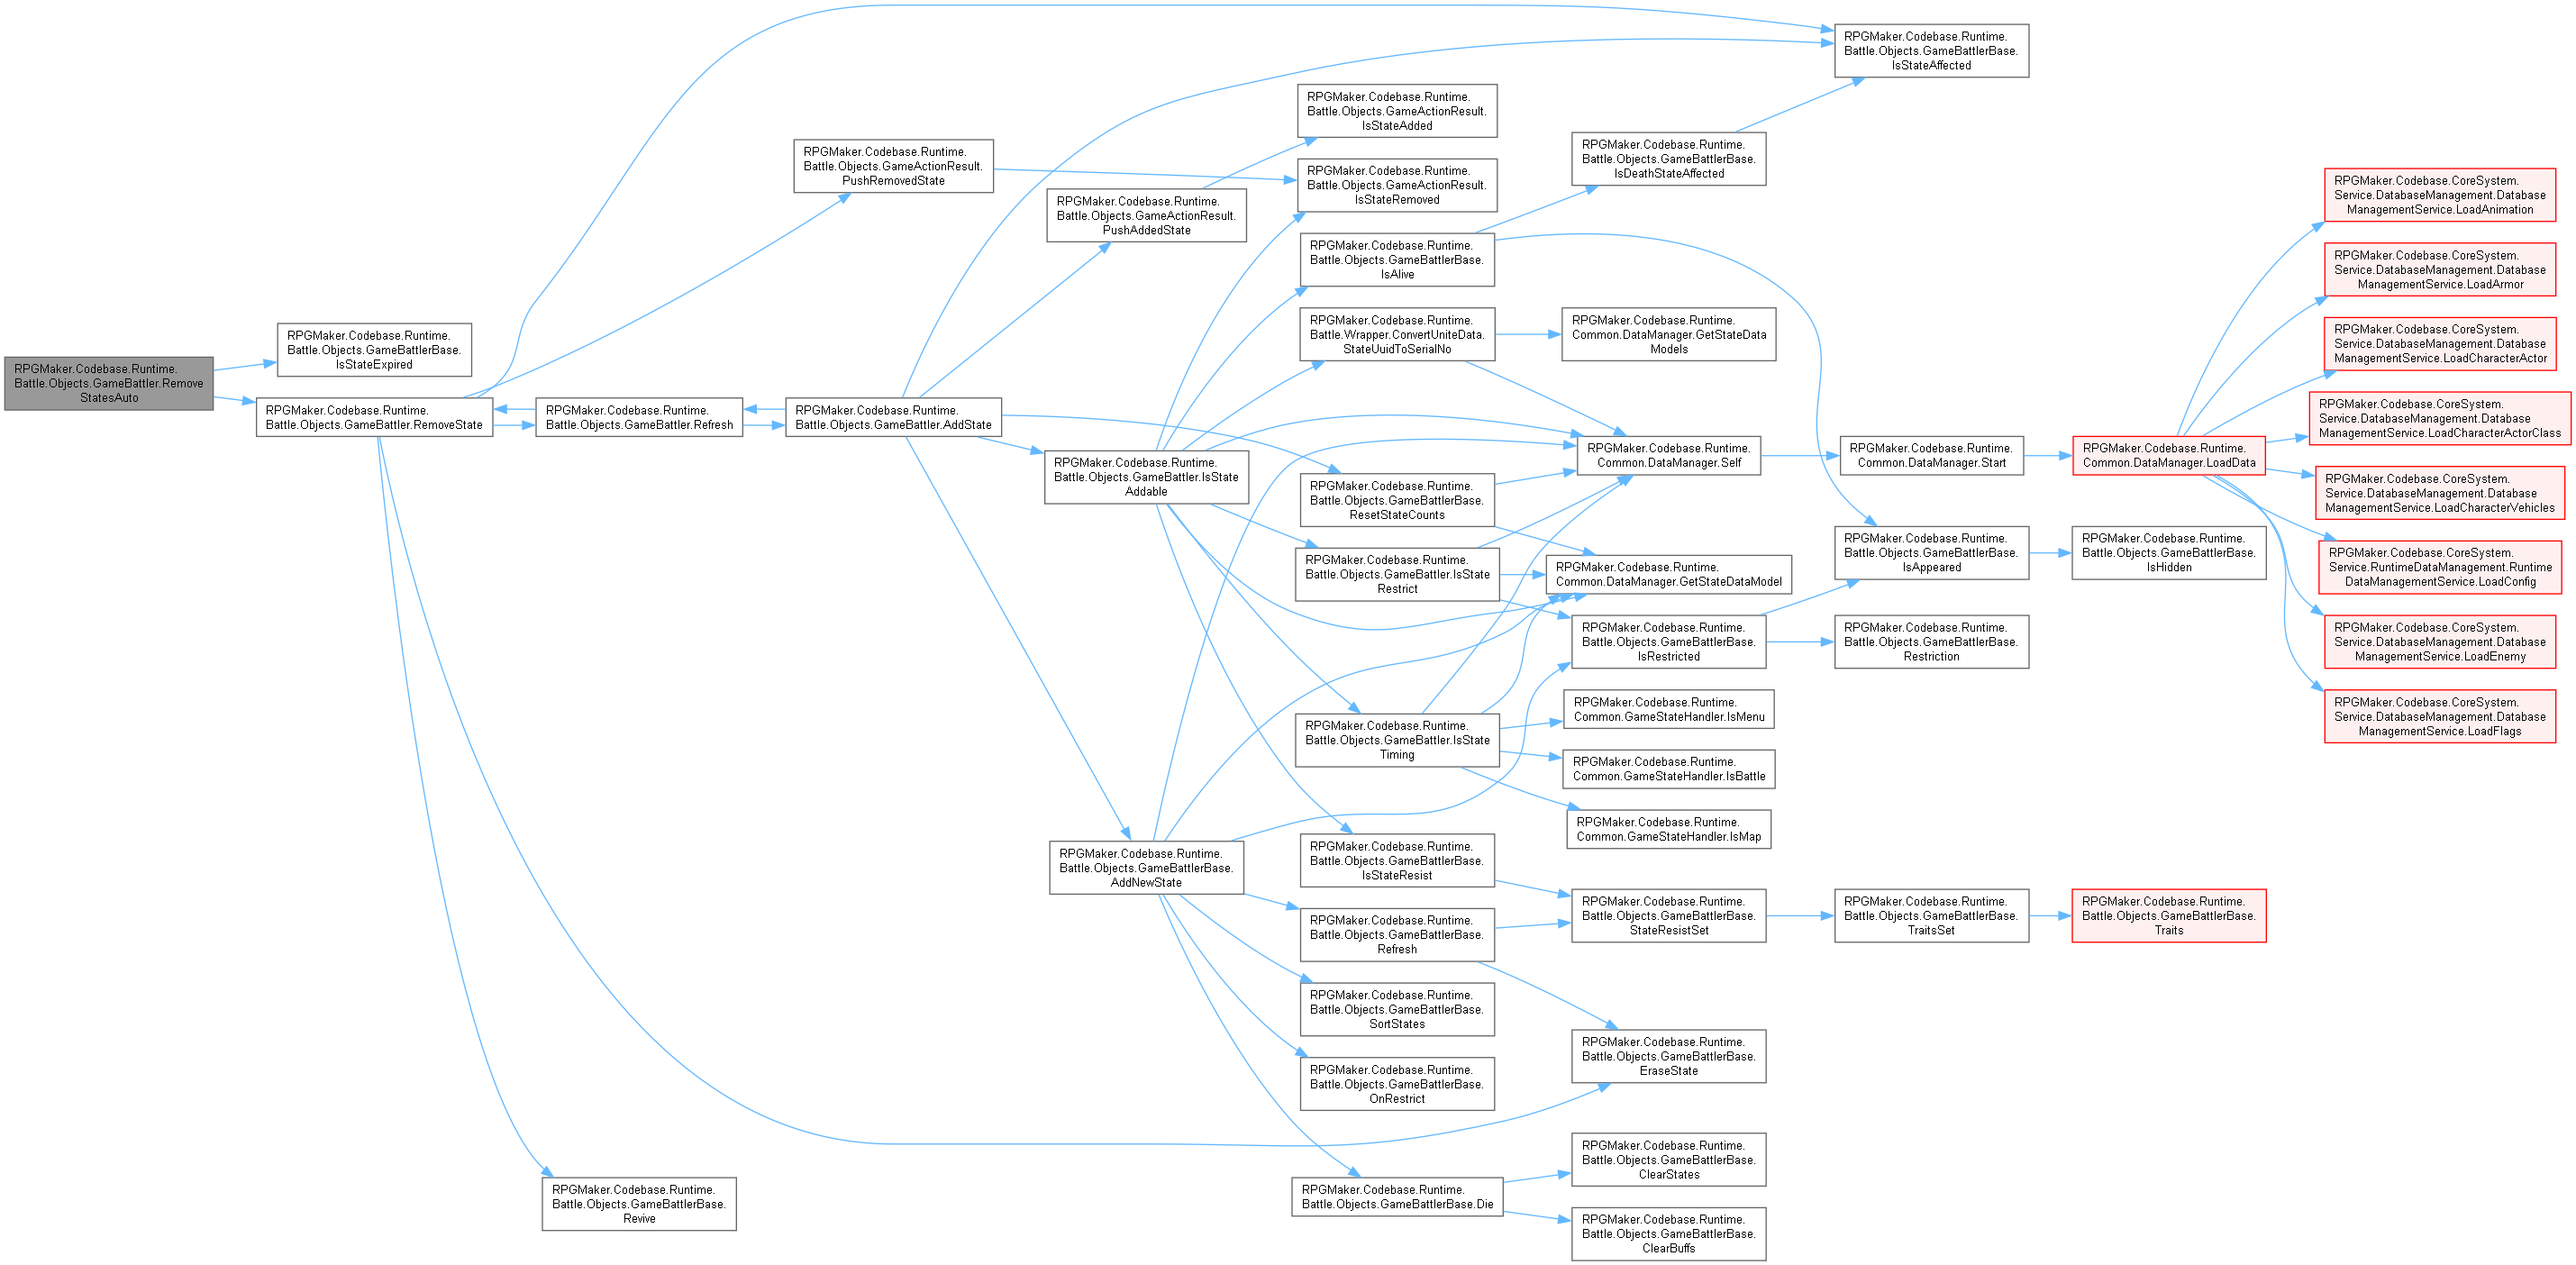 RPGMaker.Codebase.Runtime.
Battle.Objects.GameBattler.Remove
StatesAuto
RPGMaker.Codebase.Runtime.
Battle.Objects.GameBattlerBase.
IsStateExpired
RPGMaker.Codebase.Runtime.
Battle.Objects.GameBattler.RemoveState
RPGMaker.Codebase.Runtime.
Battle.Objects.GameBattler.Refresh
RPGMaker.Codebase.Runtime.
Battle.Objects.GameBattlerBase.
Revive
RPGMaker.Codebase.Runtime.
Battle.Objects.GameActionResult.
PushRemovedState
RPGMaker.Codebase.Runtime.
Battle.Objects.GameBattler.AddState
RPGMaker.Codebase.Runtime.
Battle.Objects.GameActionResult.
PushAddedState
RPGMaker.Codebase.Runtime.
Battle.Objects.GameBattler.IsState
Addable
RPGMaker.Codebase.Runtime.
Battle.Objects.GameBattlerBase.
AddNewState
RPGMaker.Codebase.Runtime.
Battle.Objects.GameActionResult.
IsStateAdded
RPGMaker.Codebase.Runtime.
Battle.Objects.GameActionResult.
IsStateRemoved
RPGMaker.Codebase.Runtime.
Battle.Objects.GameBattlerBase.
IsAlive
RPGMaker.Codebase.Runtime.
Battle.Wrapper.ConvertUniteData.
StateUuidToSerialNo
RPGMaker.Codebase.Runtime.
Battle.Objects.GameBattlerBase.
ResetStateCounts
RPGMaker.Codebase.Runtime.
Battle.Objects.GameBattler.IsState
Restrict
RPGMaker.Codebase.Runtime.
Battle.Objects.GameBattler.IsState
Timing
RPGMaker.Codebase.Runtime.
Battle.Objects.GameBattlerBase.
IsStateResist
RPGMaker.Codebase.Runtime.
Battle.Objects.GameBattlerBase.
Refresh
RPGMaker.Codebase.Runtime.
Battle.Objects.GameBattlerBase.
SortStates
RPGMaker.Codebase.Runtime.
Battle.Objects.GameBattlerBase.
OnRestrict
RPGMaker.Codebase.Runtime.
Battle.Objects.GameBattlerBase.Die
RPGMaker.Codebase.Runtime.
Battle.Objects.GameBattlerBase.
IsDeathStateAffected
RPGMaker.Codebase.Runtime.
Common.DataManager.GetStateData
Models
RPGMaker.Codebase.Runtime.
Common.DataManager.Self
RPGMaker.Codebase.Runtime.
Common.DataManager.GetStateDataModel
RPGMaker.Codebase.Runtime.
Battle.Objects.GameBattlerBase.
IsRestricted
RPGMaker.Codebase.Runtime.
Common.GameStateHandler.IsMenu
RPGMaker.Codebase.Runtime.
Common.GameStateHandler.IsBattle
RPGMaker.Codebase.Runtime.
Common.GameStateHandler.IsMap
RPGMaker.Codebase.Runtime.
Battle.Objects.GameBattlerBase.
StateResistSet
RPGMaker.Codebase.Runtime.
Battle.Objects.GameBattlerBase.
EraseState
RPGMaker.Codebase.Runtime.
Battle.Objects.GameBattlerBase.
ClearStates
RPGMaker.Codebase.Runtime.
Battle.Objects.GameBattlerBase.
ClearBuffs
RPGMaker.Codebase.Runtime.
Battle.Objects.GameBattlerBase.
IsStateAffected
RPGMaker.Codebase.Runtime.
Common.DataManager.Start
RPGMaker.Codebase.Runtime.
Battle.Objects.GameBattlerBase.
IsAppeared
RPGMaker.Codebase.Runtime.
Battle.Objects.GameBattlerBase.
Restriction
RPGMaker.Codebase.Runtime.
Battle.Objects.GameBattlerBase.
TraitsSet
RPGMaker.Codebase.Runtime.
Common.DataManager.LoadData
RPGMaker.Codebase.Runtime.
Battle.Objects.GameBattlerBase.
IsHidden
RPGMaker.Codebase.Runtime.
Battle.Objects.GameBattlerBase.
Traits
RPGMaker.Codebase.CoreSystem.
Service.DatabaseManagement.Database
ManagementService.LoadAnimation
RPGMaker.Codebase.CoreSystem.
Service.DatabaseManagement.Database
ManagementService.LoadArmor
RPGMaker.Codebase.CoreSystem.
Service.DatabaseManagement.Database
ManagementService.LoadCharacterActor
RPGMaker.Codebase.CoreSystem.
Service.DatabaseManagement.Database
ManagementService.LoadCharacterActorClass
RPGMaker.Codebase.CoreSystem.
Service.DatabaseManagement.Database
ManagementService.LoadCharacterVehicles
RPGMaker.Codebase.CoreSystem.
Service.RuntimeDataManagement.Runtime
DataManagementService.LoadConfig
RPGMaker.Codebase.CoreSystem.
Service.DatabaseManagement.Database
ManagementService.LoadEnemy
RPGMaker.Codebase.CoreSystem.
Service.DatabaseManagement.Database
ManagementService.LoadFlags